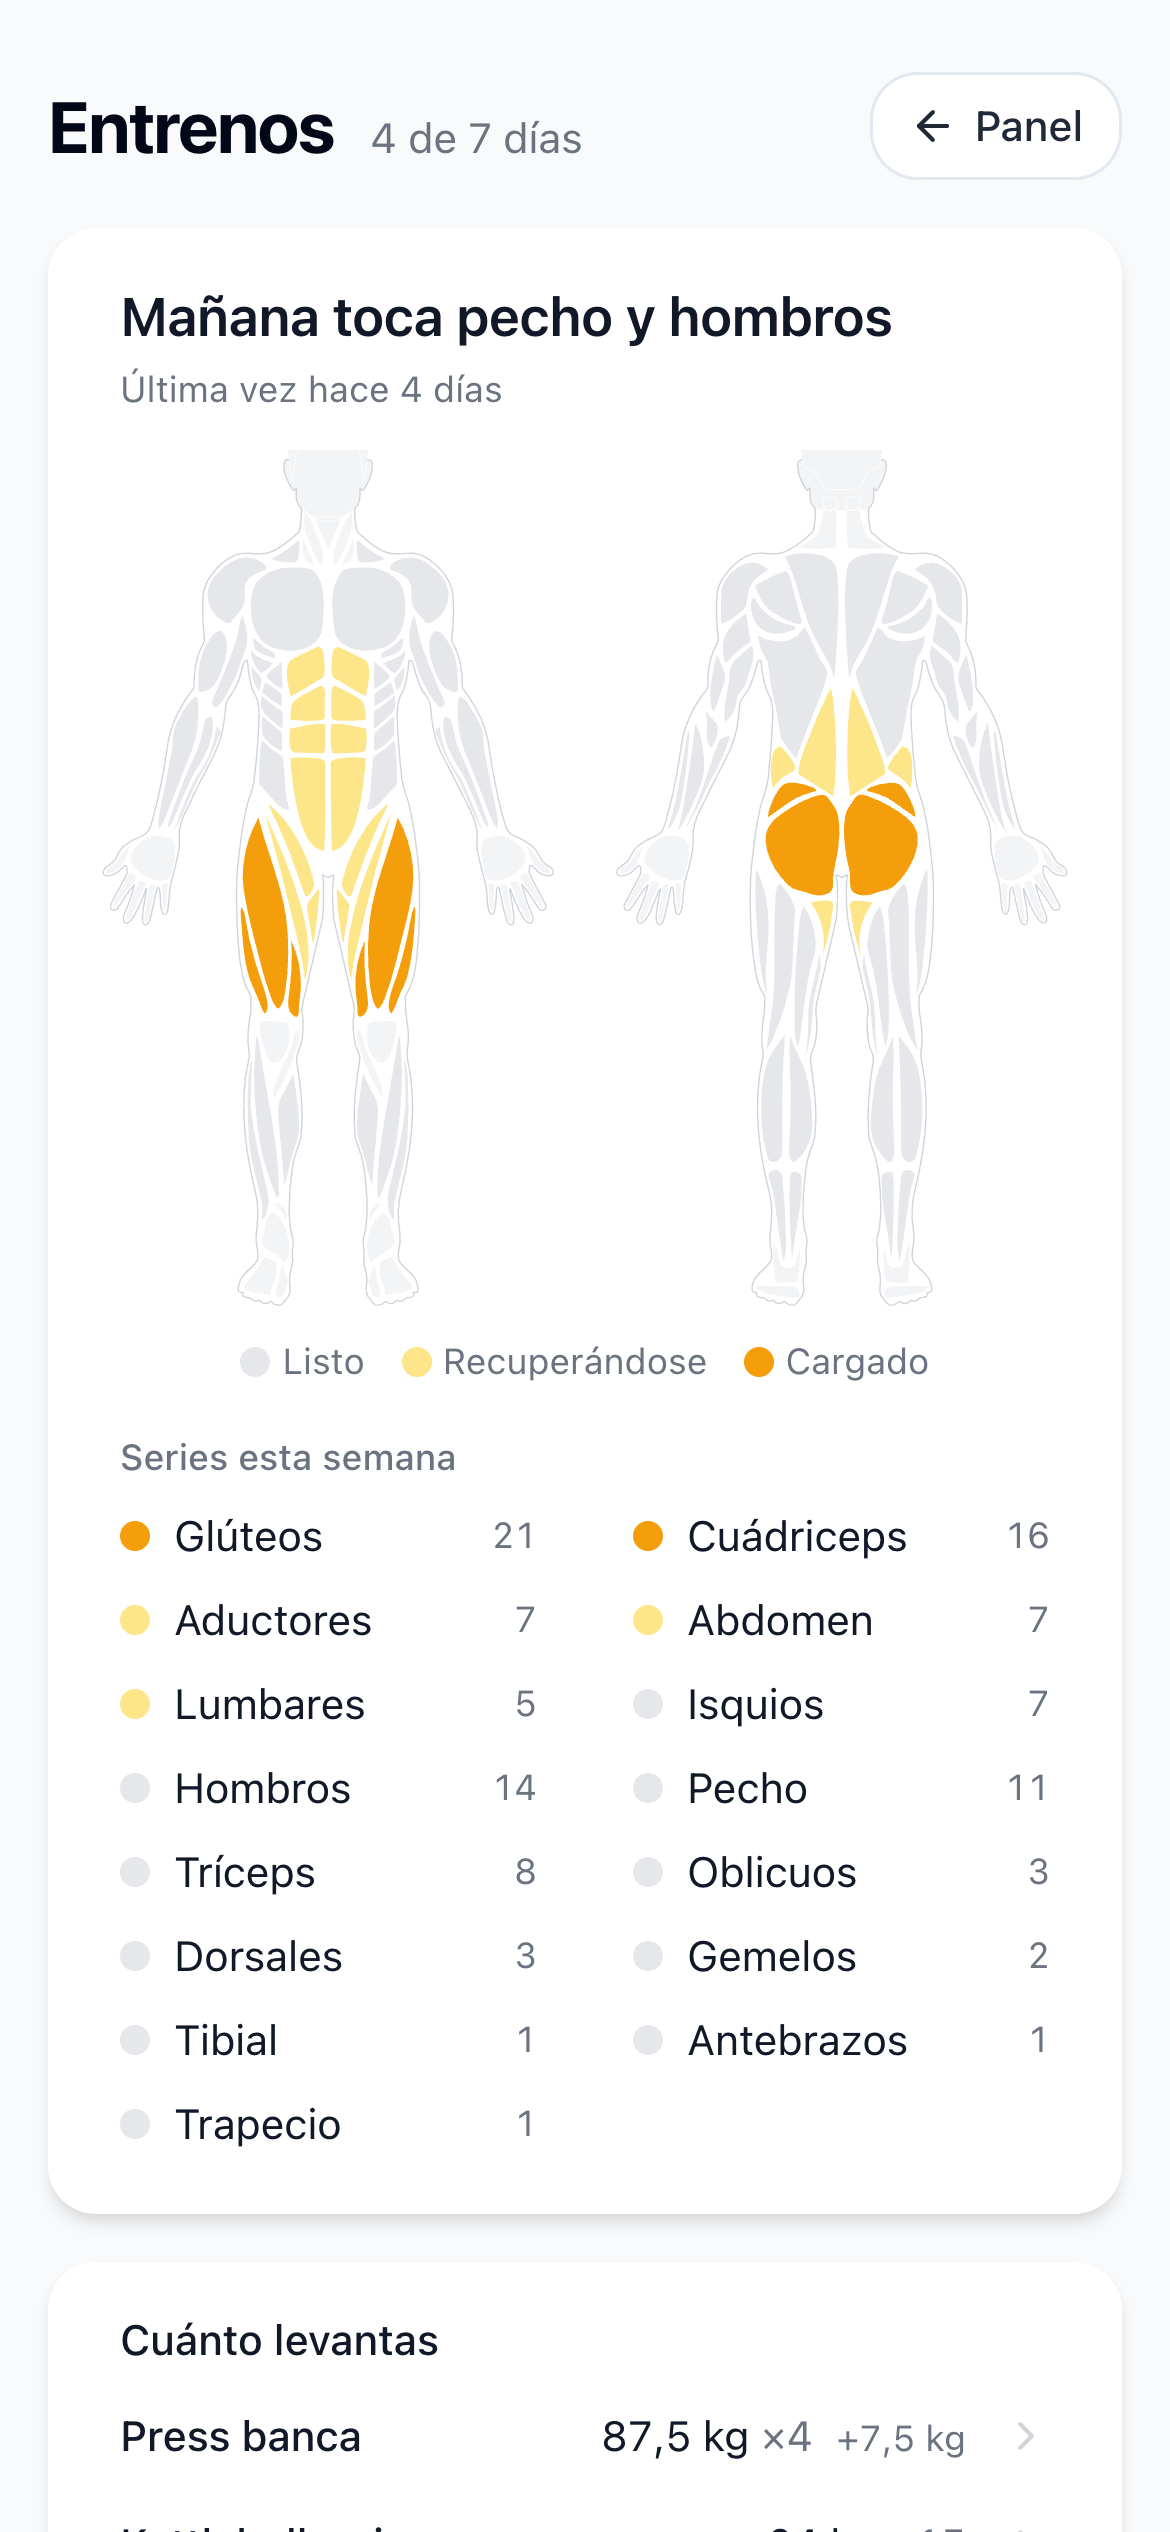 Entrenos 4 de 7 días
← Panel
Mañana toca pecho y hombros
Última vez hace 4 días
Listo Recuperándose Cargado
Series esta semana
Glúteos 21 Cuádriceps 16
Aductores 7 Abdomen 7
Lumbares 5 Isquios 7
Hombros 14 Pecho 11
Tríceps 8 Oblicuos 3
Dorsales 3 Gemelos 2
Tibial 1 Antebrazos 1
Trapecio 1
Cuánto levantas
Press banca 87,5 kg ×4 +7,5 kg